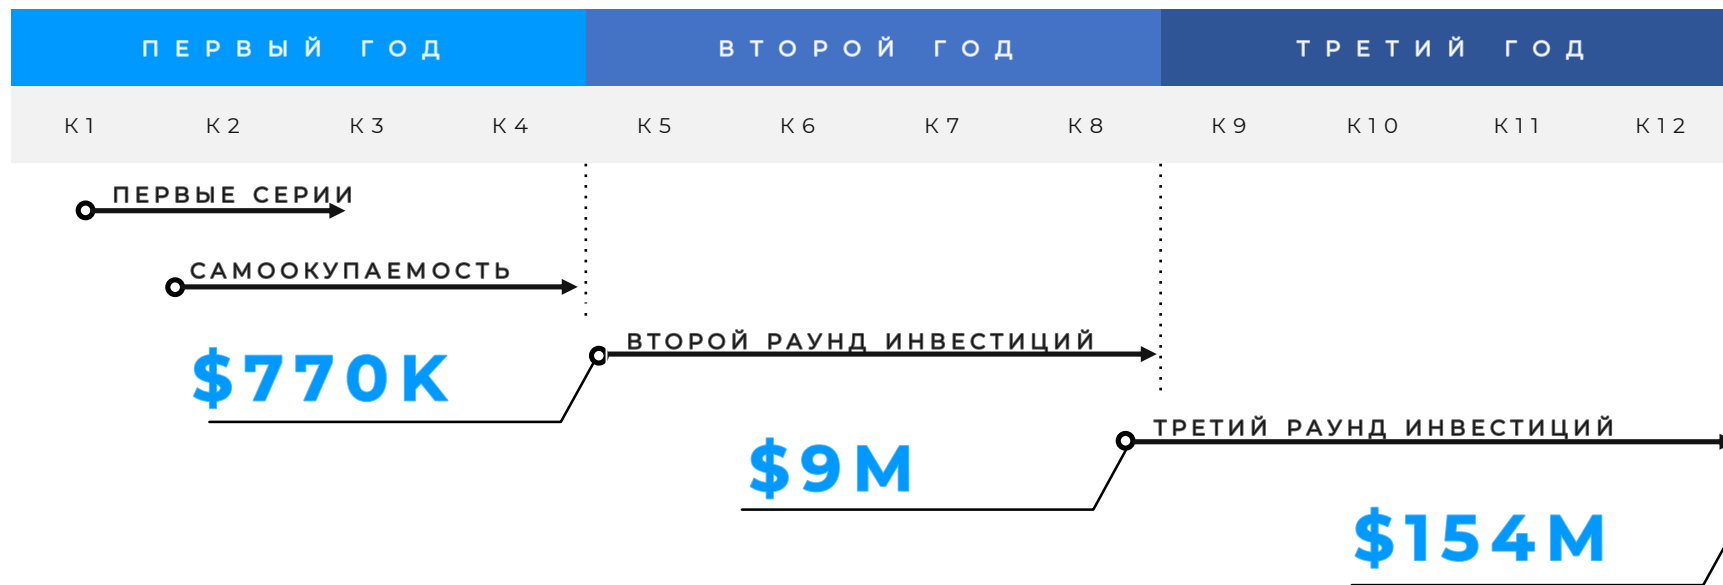 ПЕРВЫЙ ГОД ВТОРОЙ ГОД ТРЕТИЙ ГОД
К1 К2 К3 К4 К5 К6 К7 К8 К9 К10 К11 К12
ПЕРВЫЕ СЕРИИ
САМООКУПАЕМОСТЬ
ВТОРОЙ РАУНД ИНВЕСТИЦИЙ
$770K
ТРЕТИЙ РАУНД ИНВЕСТИЦИЙ
$9M
$154M